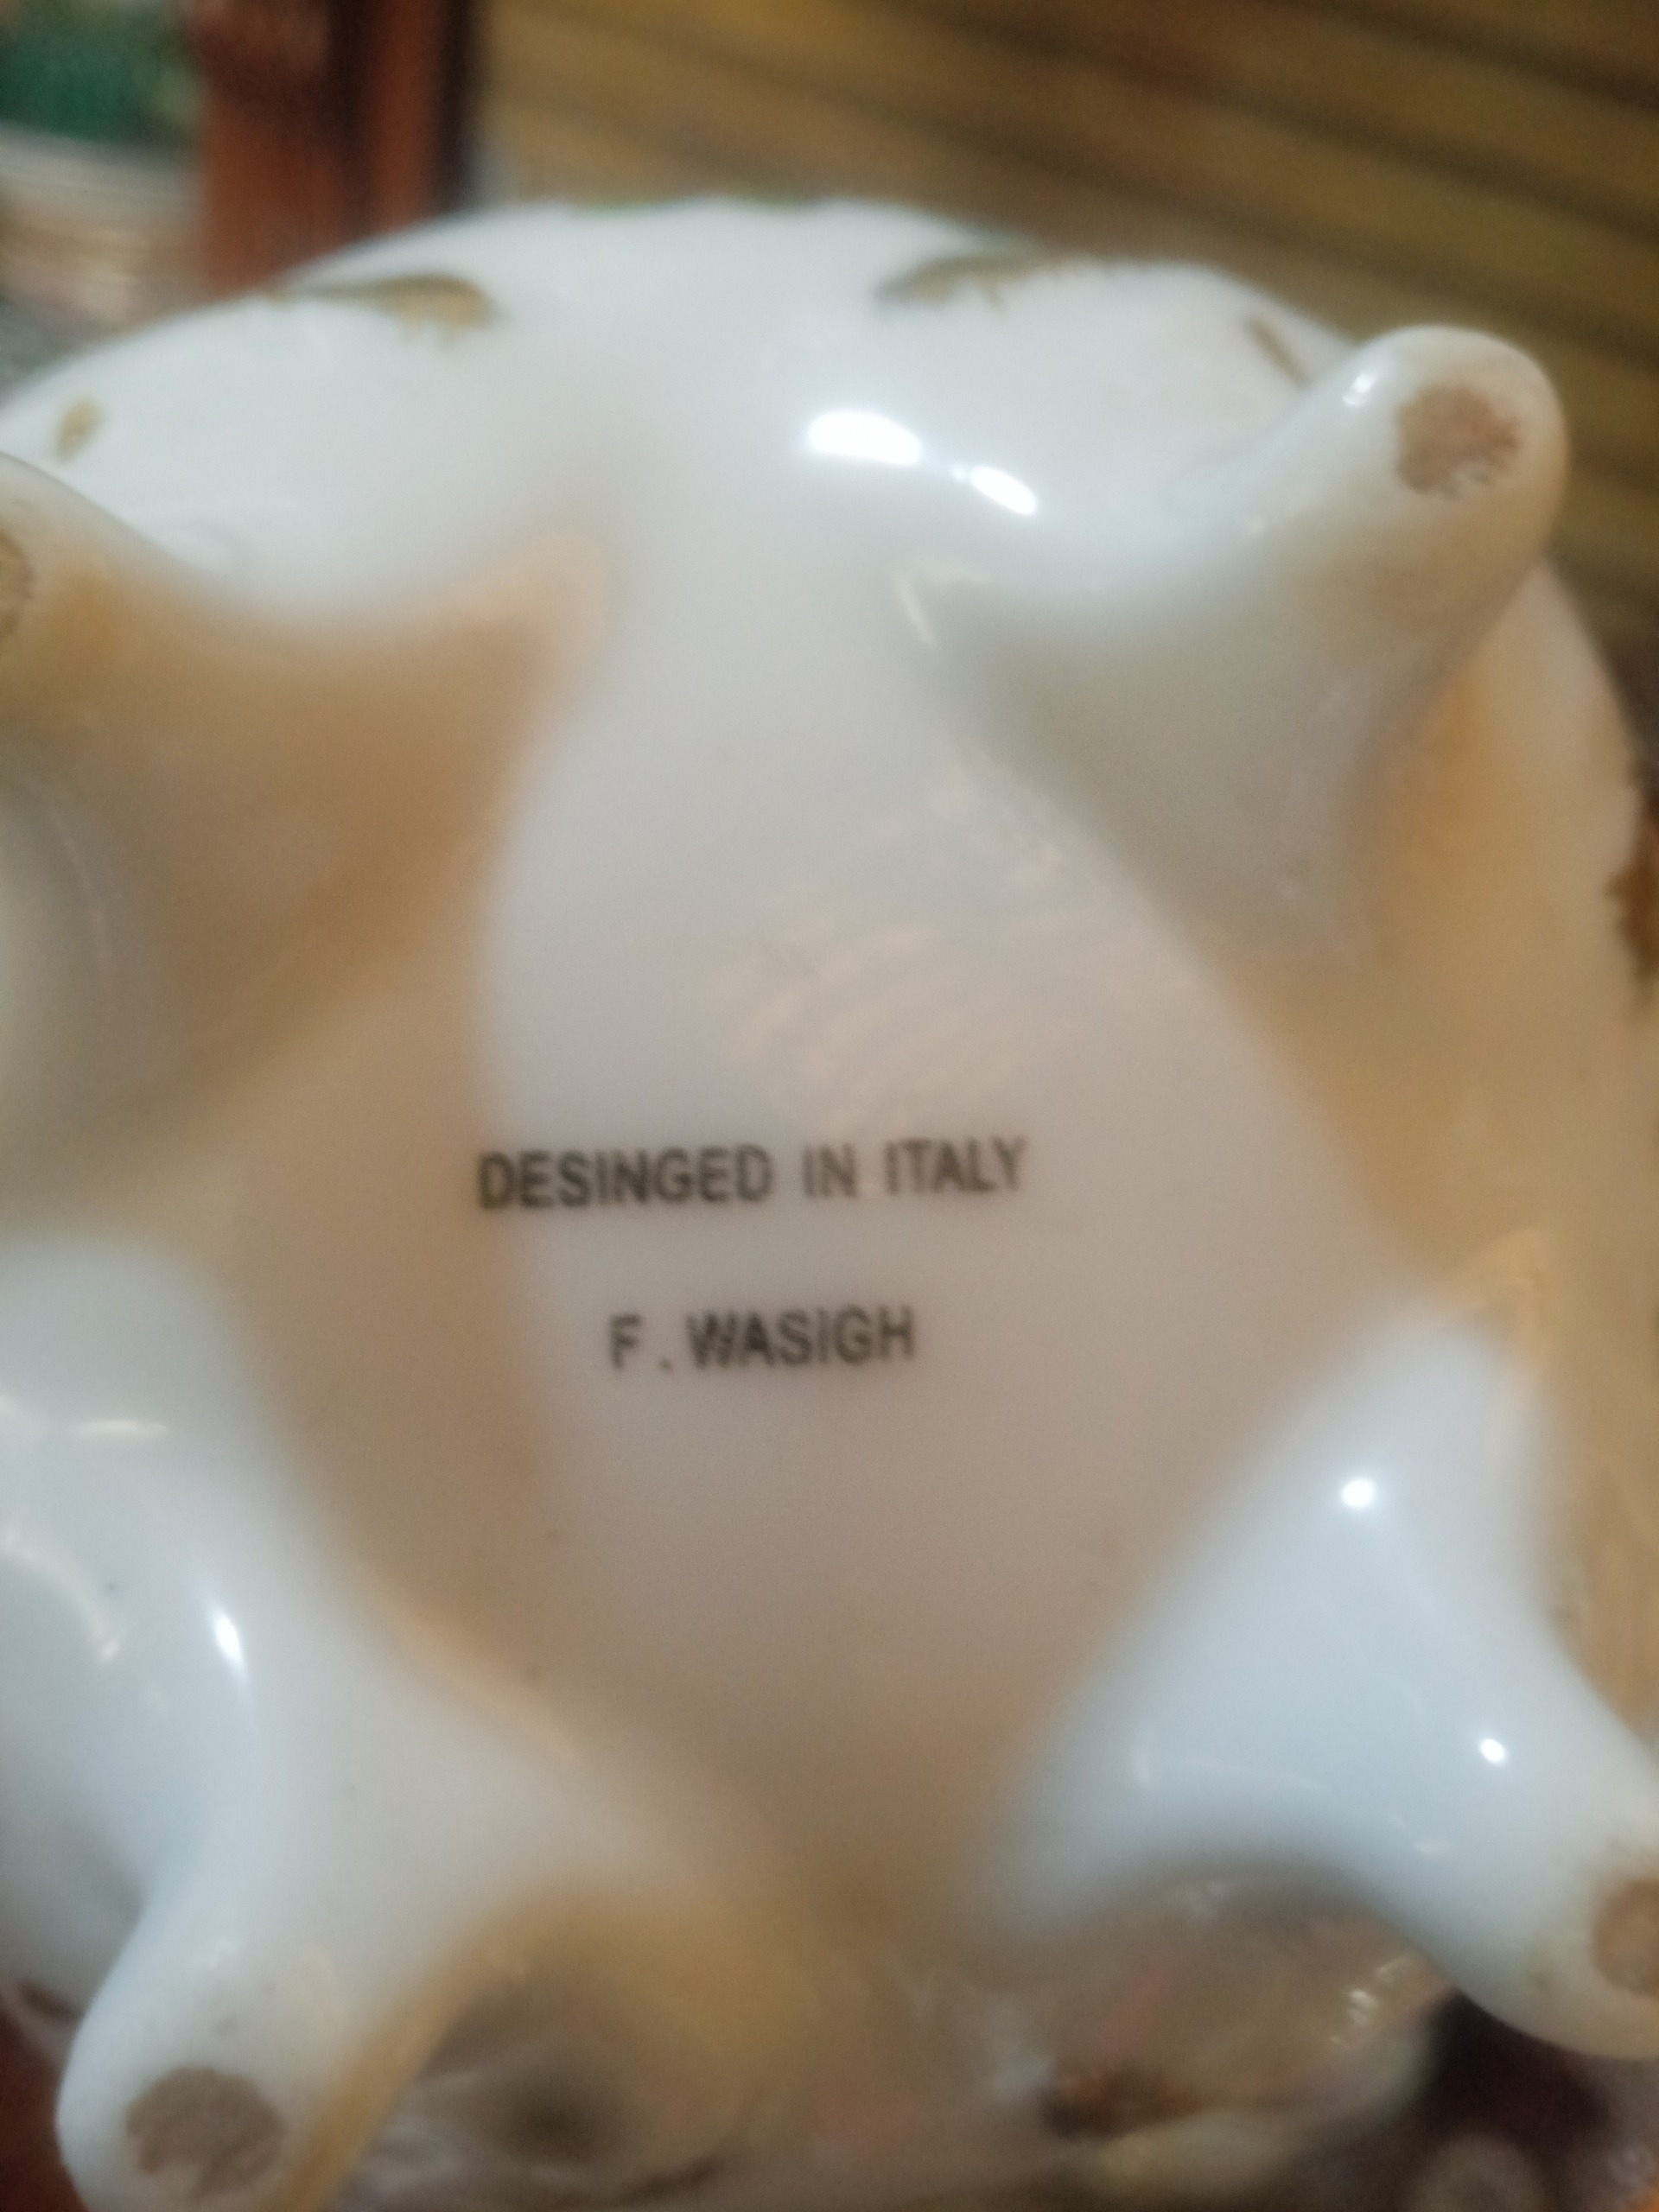 DESINGED IN ITALY
F. WASIGH